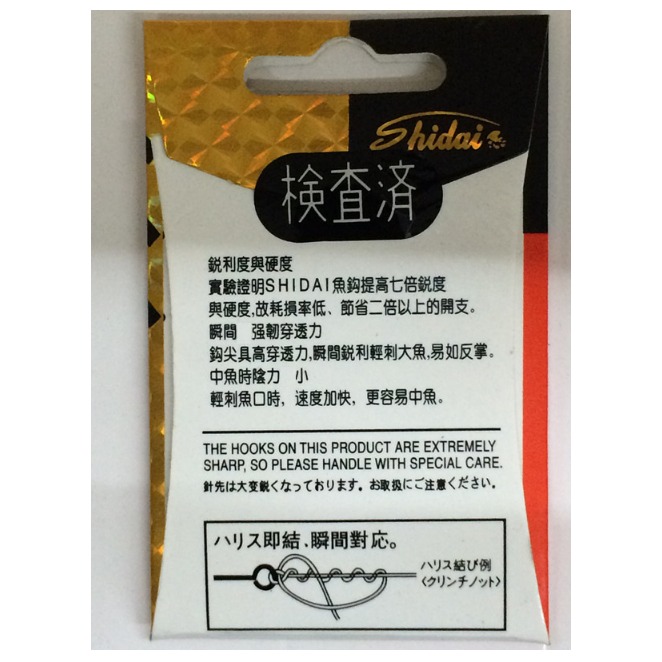 Shidai
検査済
鋭利度與硬度
實驗證明SHIDAI魚鈎提高七倍鋭度
與硬度,故耗損率低、節省二倍以上的開支。
瞬間 强韌穿透力
鈎尖具高穿透力,瞬間鋭利輕刺大魚,易如反掌。
中魚時陰力 小
輕刺魚口時，速度加快，更容易中魚。
THE HOOKS ON THIS PRODUCT ARE EXTREMELY
SHARP, SO PLEASE HANDLE WITH SPECIAL CARE.
針先は大変鋭くなっております。お取扱にご注意ください。
ハリス即結、瞬間對応。
ハリス結び例
〈クリンチノット〉